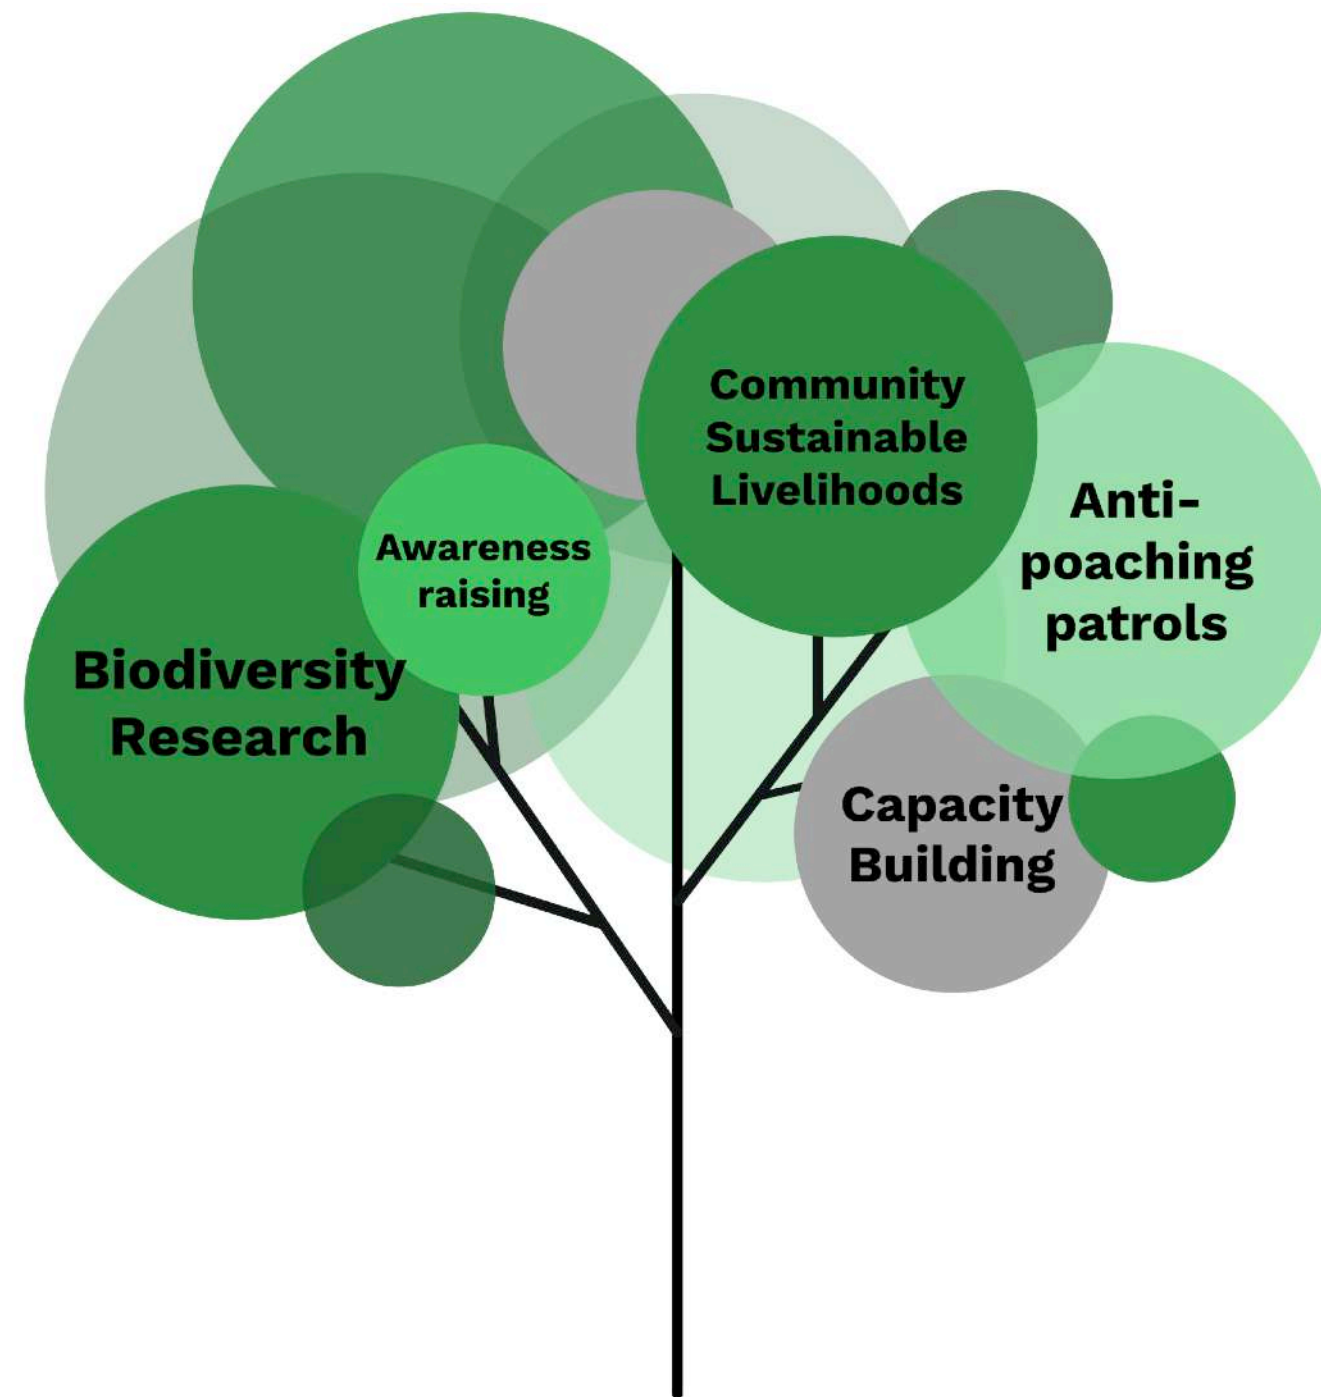 Community
Sustainable
Livelihoods
Anti-
poaching
patrols
Awareness
raising
Biodiversity
Research
Capacity
Building